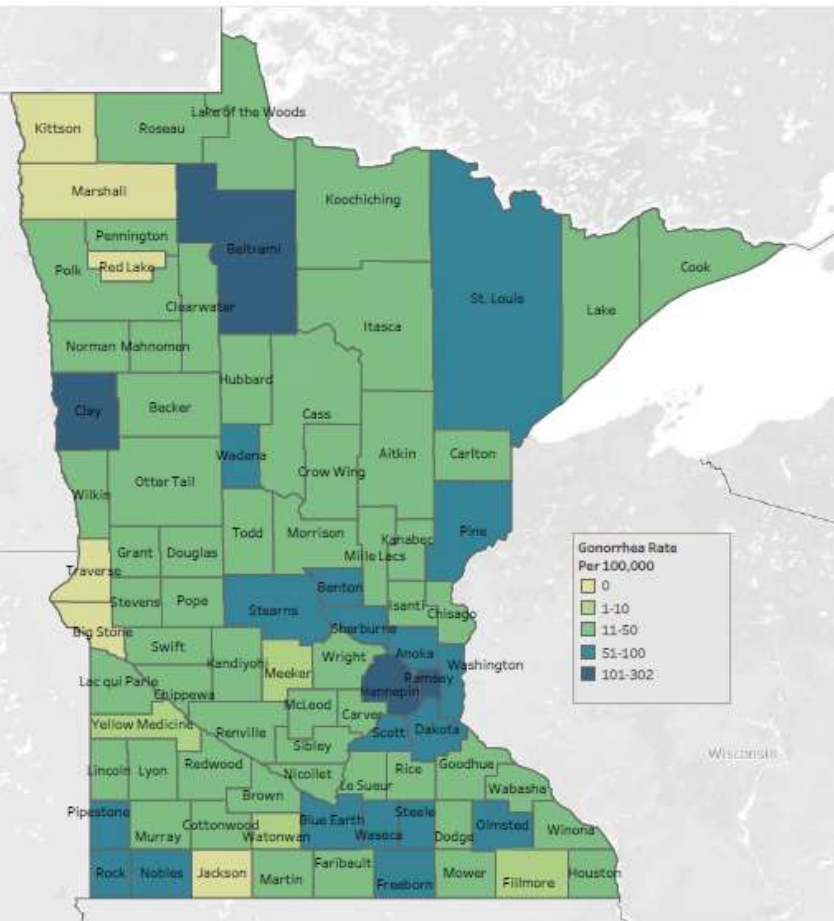 Lake of the Woods
Kittson
Roseau
Marshall
Koochiching
Pennington
Beltrami
Polk
Red Lake
Cook
St. Louis
Lake
Clearwater
Itasca
Norman
Mahnomen
Hubbard
Clay
Becker
Cass
Wadena
Aitkin
Carlton
Crow Wing
Otter Tail
Wilkin
Todd
Morrison
Pine
Kanabec
Grant
Douglas
Mille Lacs
Traverse
Benton
Stevens
Pope
Stearns
Isanti
Chisago
Big Stone
Sherburne
Swift
Anoka
Wright
Kandiyohi
Washington
Meeker
Ramsey
Lac qui Parle
Hennepin
Chippewa
McLeod
Carver
Yellow Medicine
Renville
Scott
Dakota
Sibley
Redwood
Goodhue
Lincoln
Lyon
Nicollet
Rice
Le Sueur
Wabasha
Brown
Pipestone
Blue Earth
Steele
Cottonwood
Olmsted
Murray
Watonwan
Waseca
Dodge
Winona
Faribault
Rock
Nobles
Jackson
Martin
Freeborn
Mower
Fillmore
Houston
Gonorrhea Rate
Per 100,000
0
1-10
11-50
51-100
101-302
Wisconsin